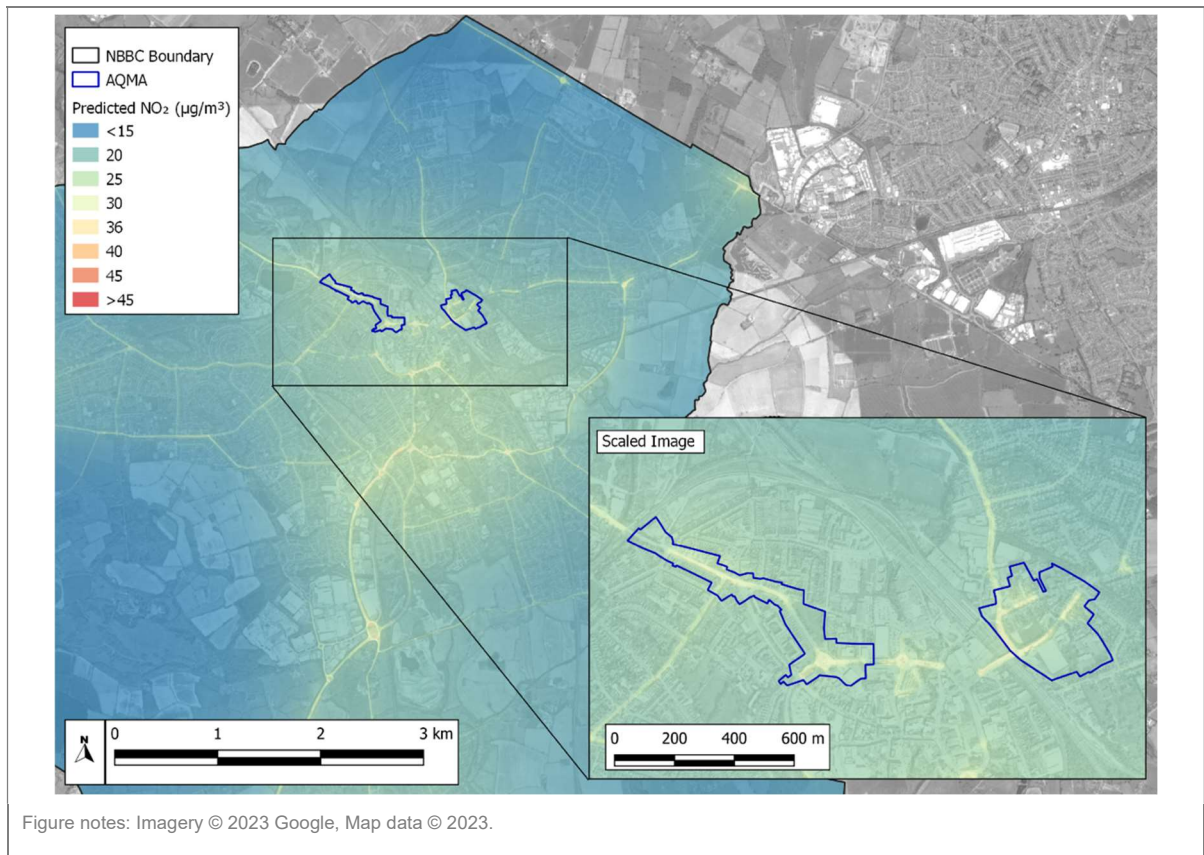 NBBC Boundary
AQMA
Predicted NO₂ (µg/m³)
<15
20
25
30
36
40
45
>45
Scaled Image
N
0 1 2 3 km
0 200 400 600 m
Figure notes: Imagery © 2023 Google, Map data © 2023.